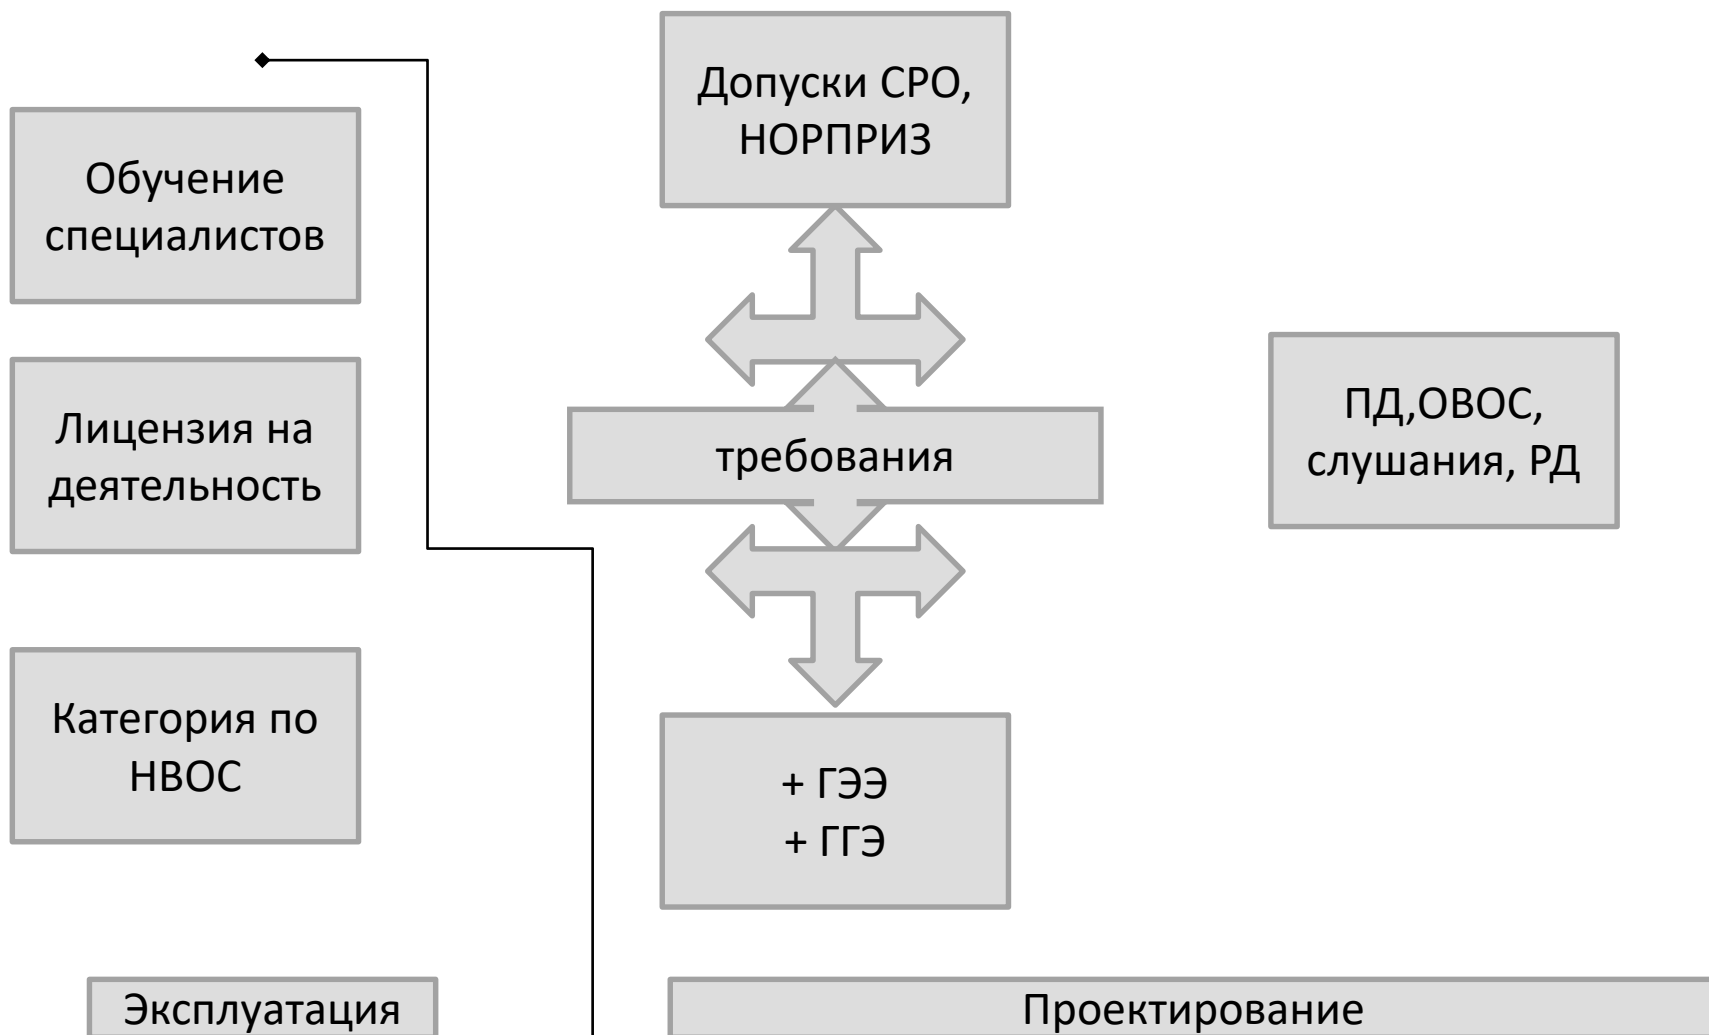 Допуски СРО,
НОРПРИЗ
Обучение
специалистов
Лицензия на
деятельность
требования
ПД,ОВОС,
слушания, РД
Категория по
НВОС
+ ГЭЭ
+ ГГЭ
Эксплуатация
Проектирование